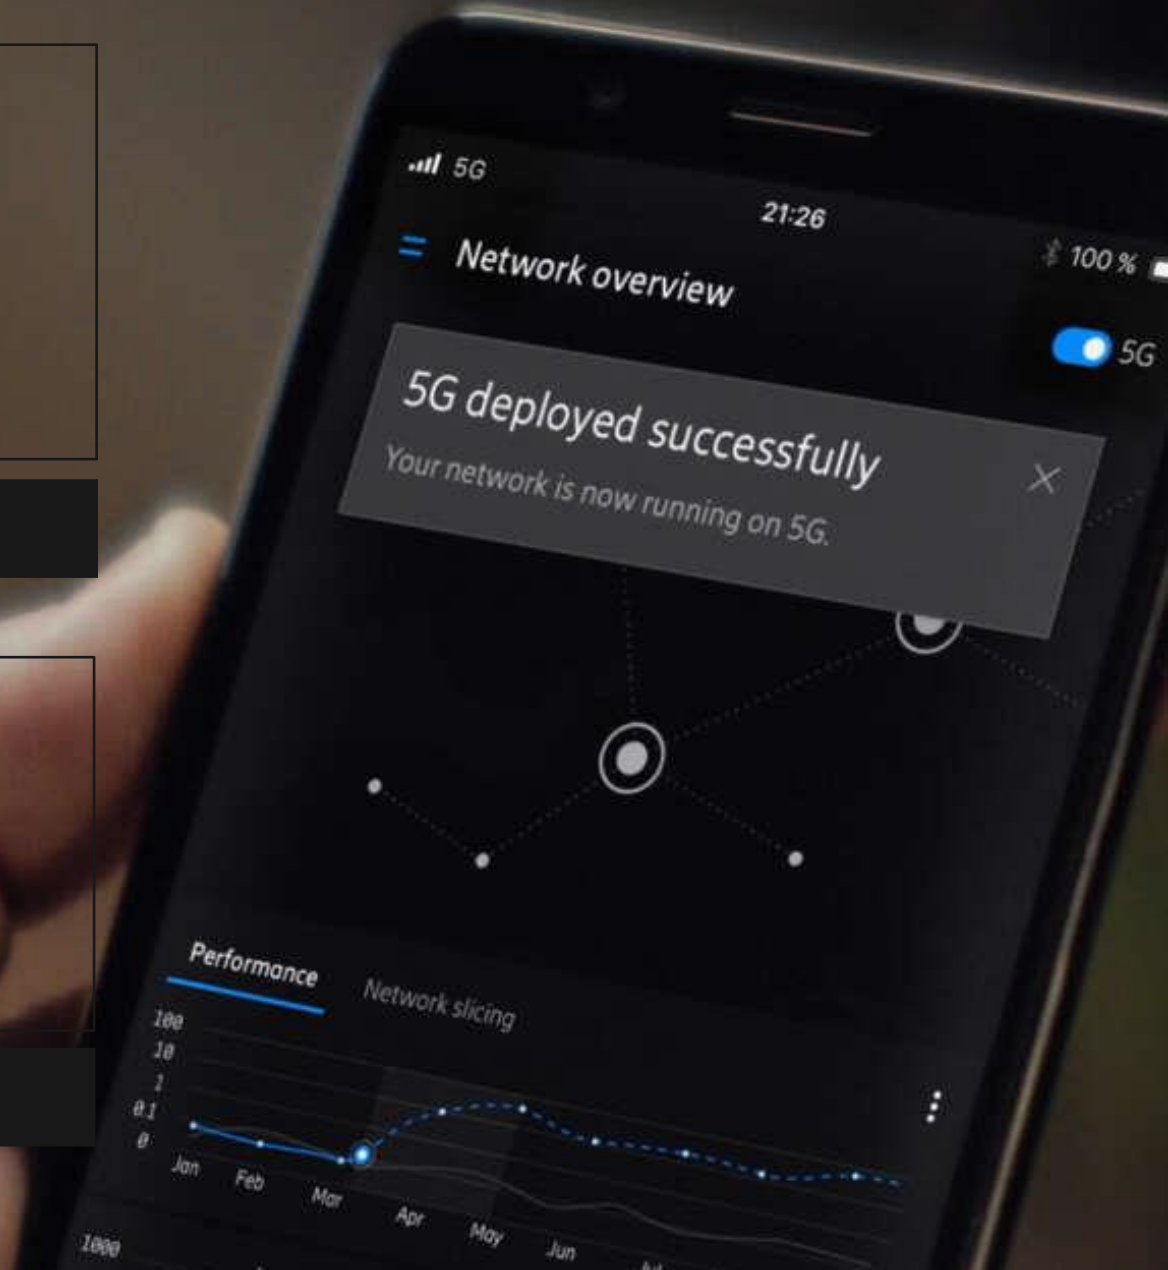 5G
21:26
100 %
Network overview
5G
5G deployed successfully
Your network is now running on 5G.
Performance
Network slicing
100
10
1
0.1
0
Jan
Feb
Mar
Apr
May
Jun
1000